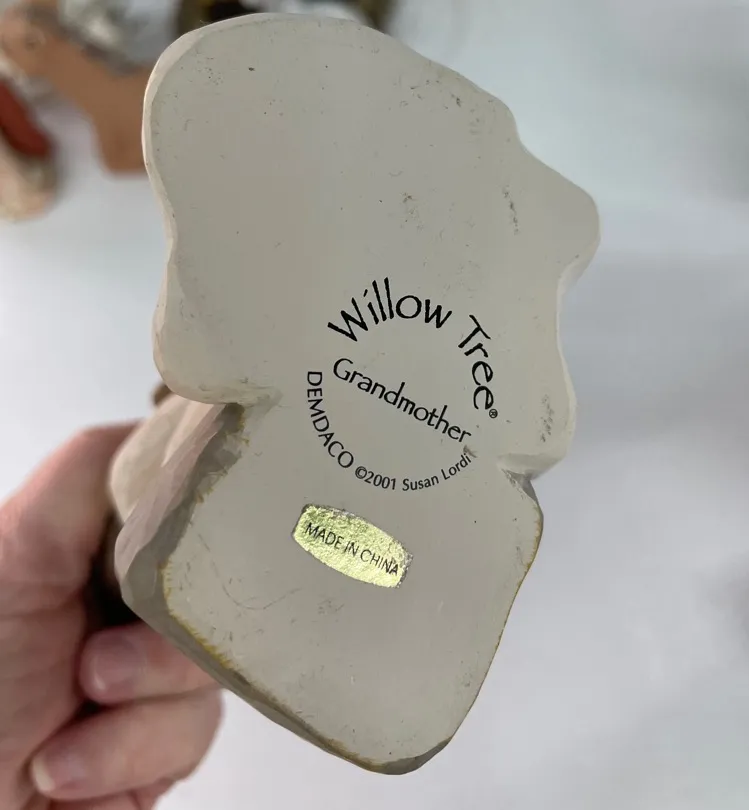 Willow Tree®
Grandmother
DEMDACO ©2001 Susan Lordi
MADE IN CHINA